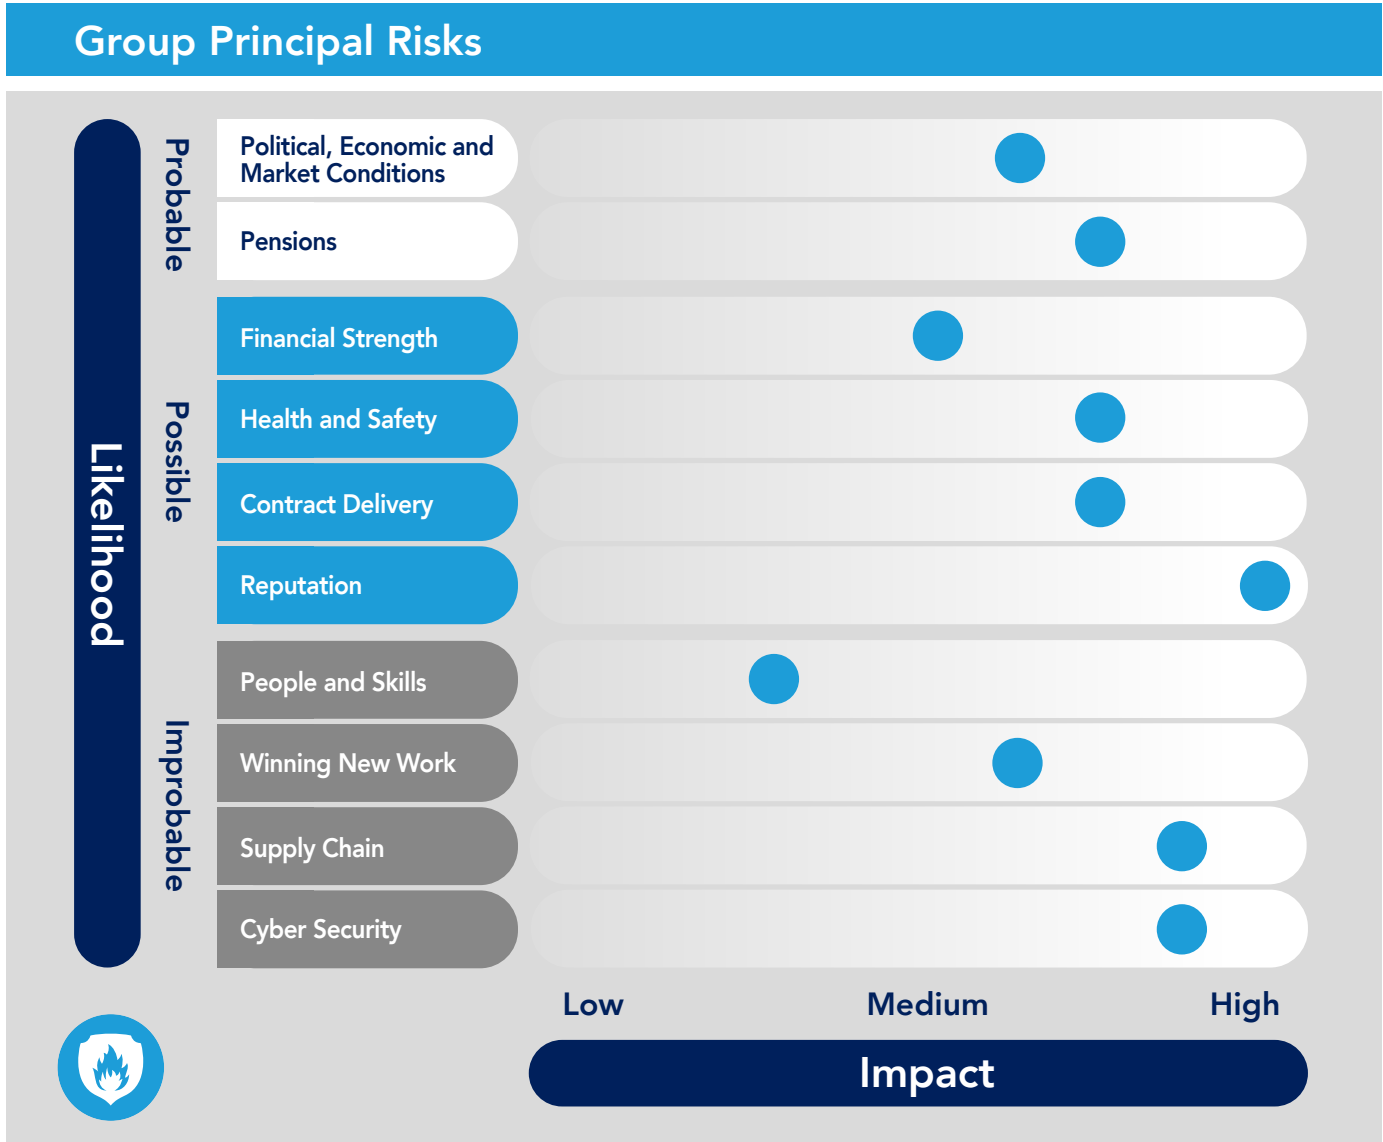 Group Principal Risks
Likelihood
Probable
Political, Economic and
Market Conditions
Pensions
Possible
Financial Strength
Health and Safety
Contract Delivery
Reputation
Improbable
People and Skills
Winning New Work
Supply Chain
Cyber Security
Low Medium High
Impact